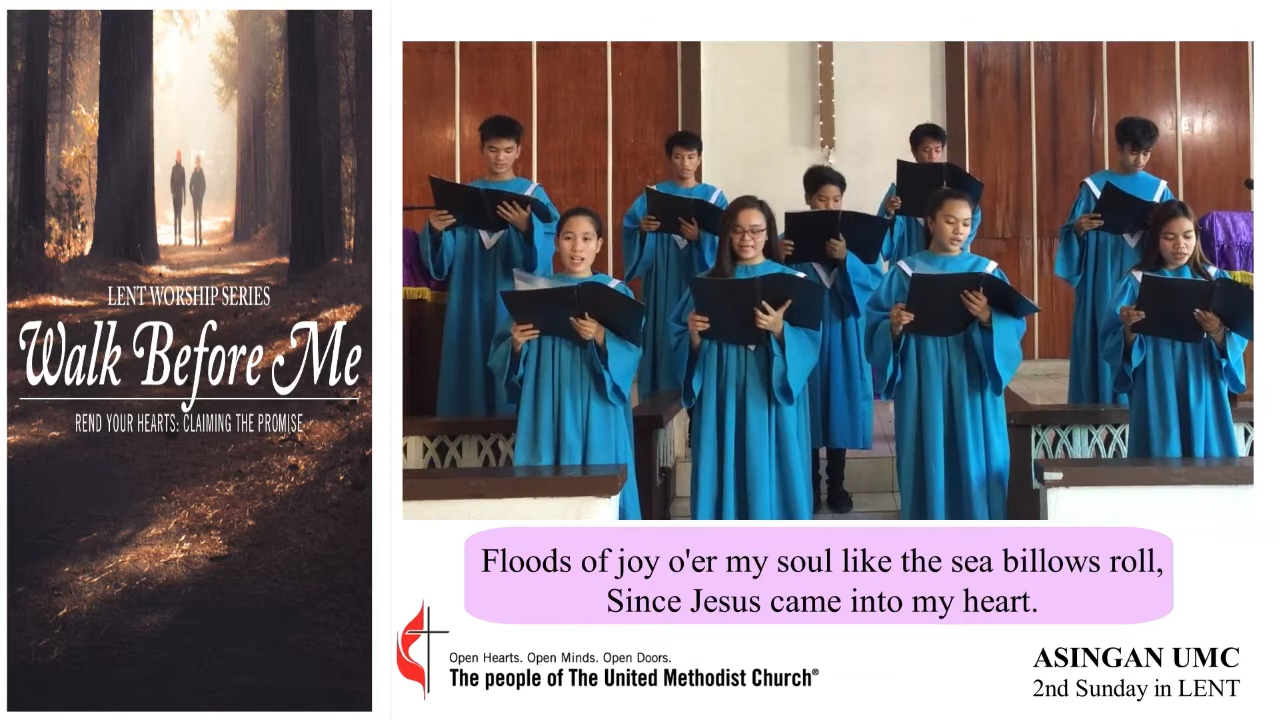 LENT WORSHIP SERIES
Walk Before Me
REND YOUR HEARTS: CLAIMING THE PROMISE
Floods of joy o'er my soul like the sea billows roll,
Since Jesus came into my heart.
Open Hearts. Open Minds. Open Doors.
The people of The United Methodist Church®
ASINGAN UMC
2nd Sunday in LENT